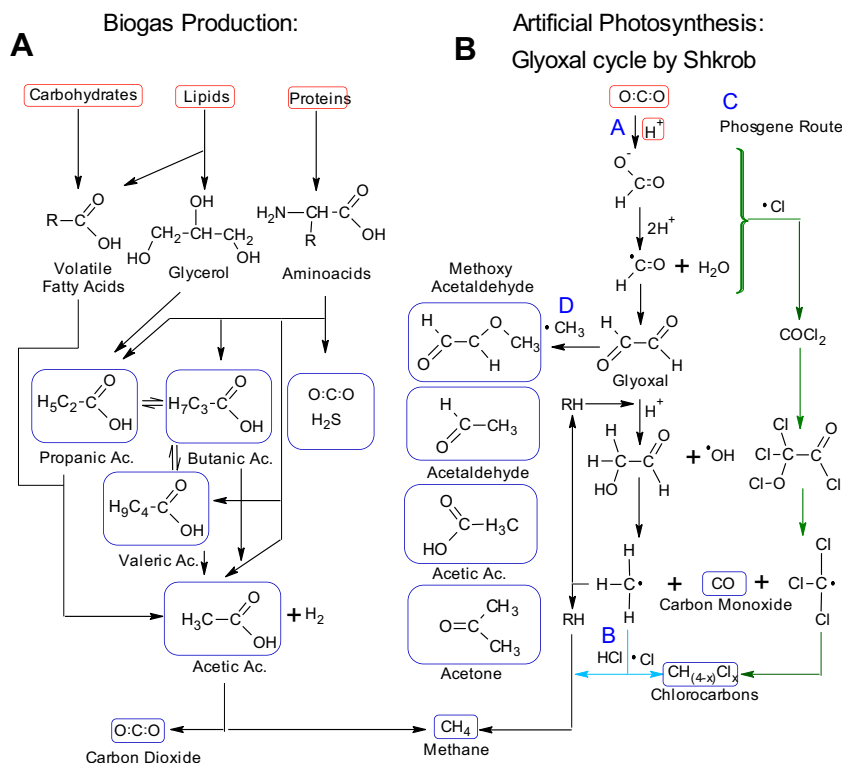 Biogas Production:
A
Carbohydrates
Lipids
Proteins
R
C
O
OH
Volatile
Fatty Acids
OH
CH2-CH-CH2
HO
OH
Glycerol
H2N
CH
C
O
R
OH
Aminoacids
H5C2-C
O
OH
Propanic Ac.
H7C3-C
O
OH
Butanic Ac.
O:C:O
H2S
H9C4-C
O
OH
Valeric Ac.
H3C
C
O
OH
+ H2
Acetic Ac.
O:C:O
Carbon Dioxide
CH4
Methane
Artificial Photosynthesis:
B
Glyoxal cycle by Shkrob
O:C:O
A
H+
C
Phosgene Route
O-
C=O
H
2H+
•Cl
H
•
C=O + H2O
Methoxy
Acetaldehyde
D
•CH3
H
C
O
CH
O
CH3
H
H
C
O
C
O
H
Glyoxal
COCl2
RH
H+
H
C
O
CH3
Acetaldehyde
H
H
C
HO
C
O
H
+ •OH
Cl
Cl
C
Cl-O
C
O
Cl
O
C
HO
H3C
Acetic Ac.
H
H
C•
H
+ CO +
Carbon Monoxide
Cl
Cl
C•
Cl
O
C
CH3
CH3
Acetone
RH
B
HCl •Cl
CH(4-x)Clx
Chlorocarbons